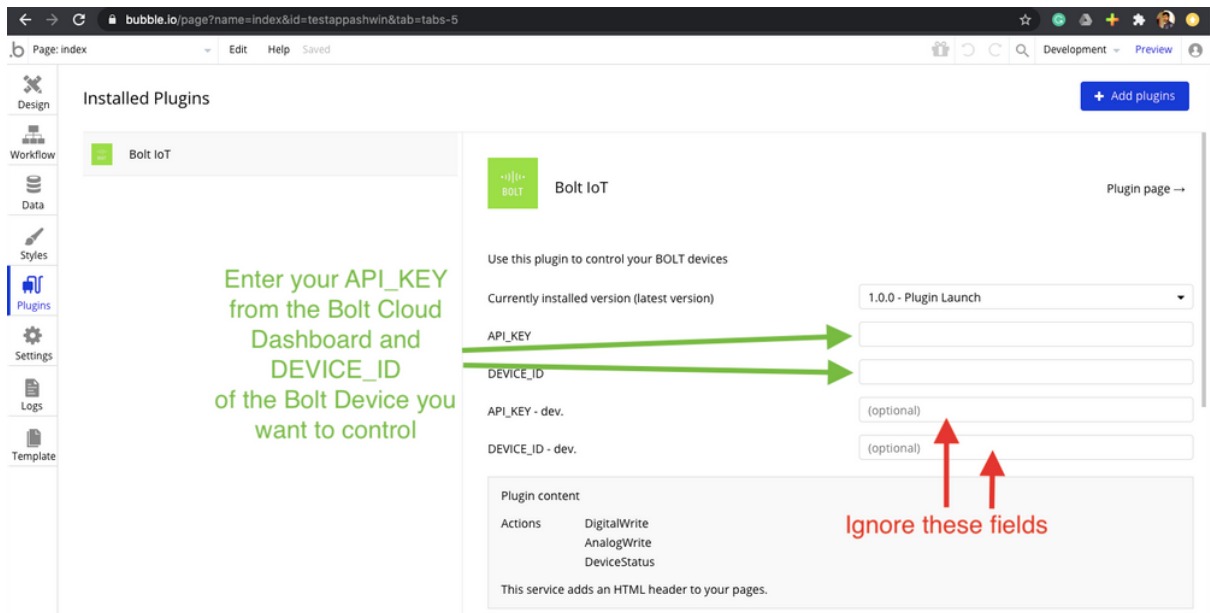 bubble.io/page?name=index&id=testappashwin&tab=tabs-5
.b Page: index Edit Help Saved Development Preview
Design
Workflow
Data
Styles
Plugins
Settings
Logs
Template
Installed Plugins
+ Add plugins
Bolt IoT
BOLT
Bolt IoT
Plugin page →
Use this plugin to control your BOLT devices
Currently installed version (latest version) 1.0.0 - Plugin Launch
API_KEY
DEVICE_ID
API_KEY - dev. (optional)
DEVICE_ID - dev. (optional)
Plugin content
Actions DigitalWrite
AnalogWrite
DeviceStatus
This service adds an HTML header to your pages.
Enter your API_KEY
from the Bolt Cloud
Dashboard and
DEVICE_ID
of the Bolt Device you
want to control
Ignore these fields